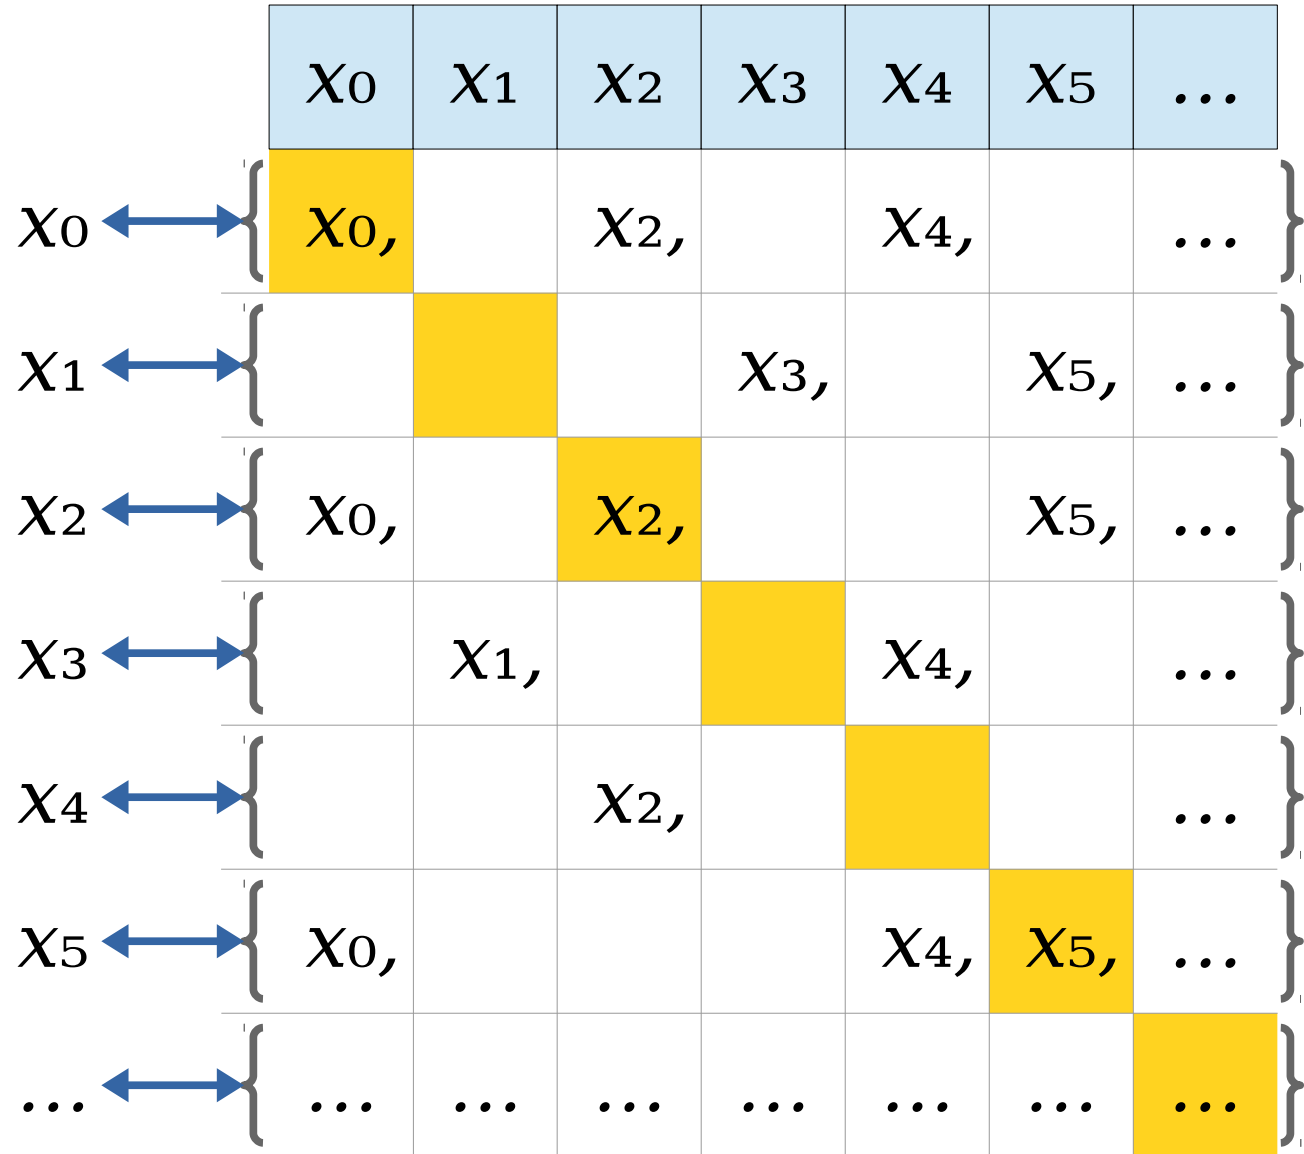 x₀ x₁ x₂ x₃ x₄ x₅ ...
x₀ { x₀, x₂, x₄, ... }
x₁ { x₃, x₅, ... }
x₂ { x₀, x₂, x₅, ... }
x₃ { x₁, x₄, ... }
x₄ { x₂, ... }
x₅ { x₀, x₄, x₅, ... }
... { ... ... ... ... ... ... ... }